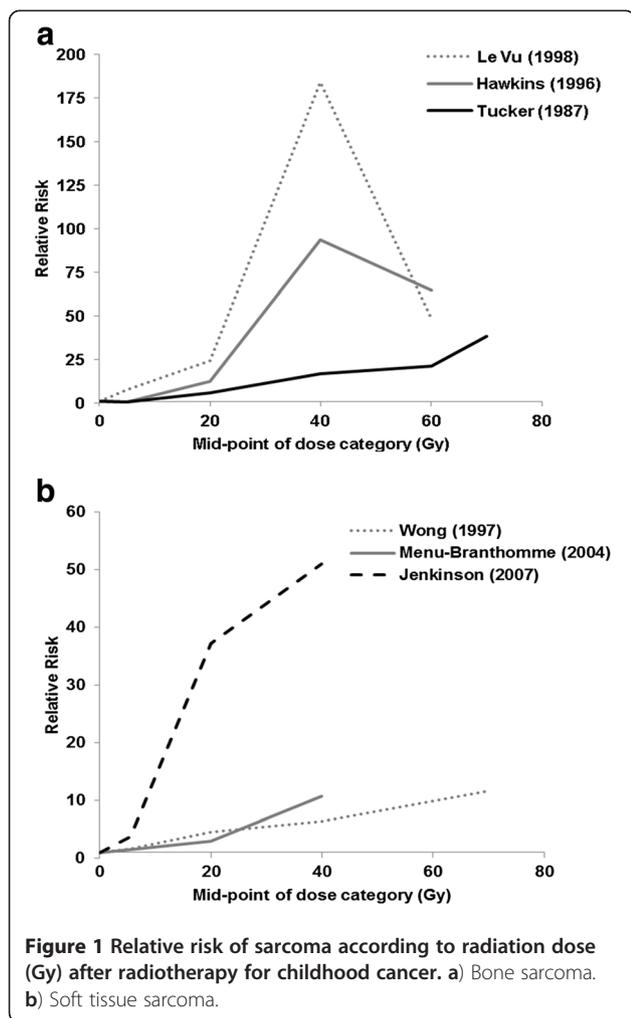 a
200
175
150
125
100
75
50
25
0
Relative Risk
Le Vu (1998)
Hawkins (1996)
Tucker (1987)
0 20 40 60 80
Mid-point of dose category (Gy)
b
60
50
40
30
20
10
0
Relative Risk
Wong (1997)
Menu-Branthomme (2004)
Jenkinson (2007)
0 20 40 60 80
Mid-point of dose category (Gy)
Figure 1 Relative risk of sarcoma according to radiation dose
(Gy) after radiotherapy for childhood cancer. a) Bone sarcoma.
b) Soft tissue sarcoma.